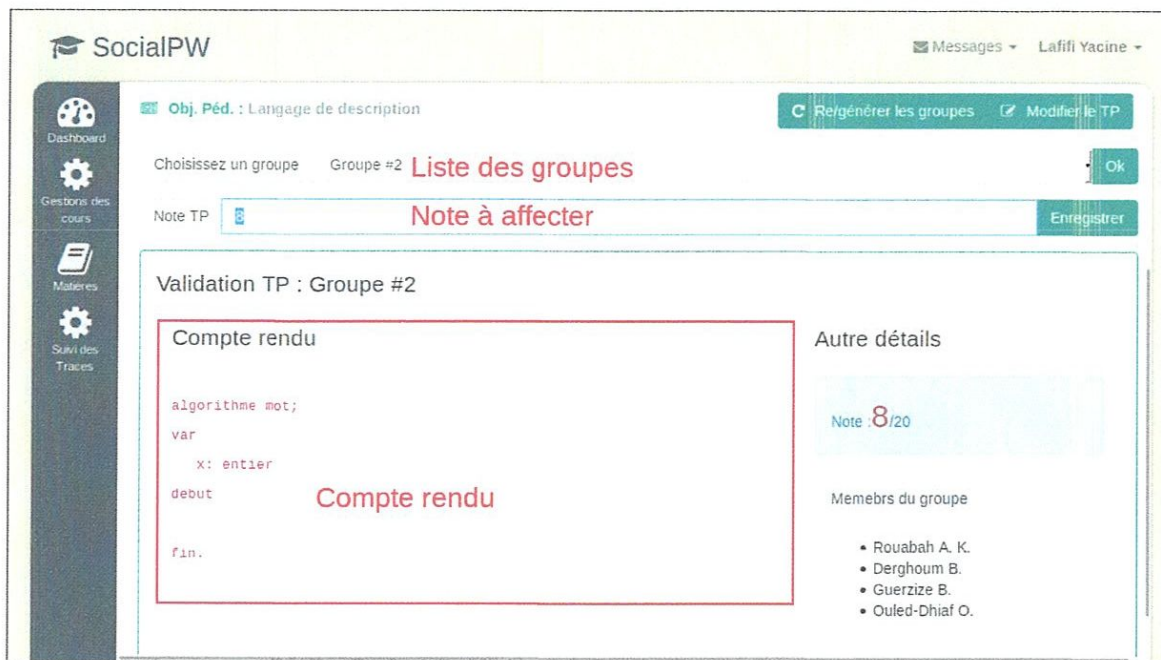 SocialPW
Messages Lafifi Yacine
Dashboard
Gestions des
cours
Matières
Suivi des
Traces
Obj. Péd. : Langage de description
Re/générer les groupes Modifier le TP
Choisissez un groupe Groupe #2 Liste des groupes Ok
Note TP 8 Note à affecter Enregistrer
Validation TP : Groupe #2
Compte rendu
algorithme mot;
var
x: entier
debut
Compte rendu
fin.
Autre détails
Note :8/20
Memebrs du groupe
• Rouabah A. K.
• Derghoum B.
• Guerzize B.
• Ouled-Dhiaf O.